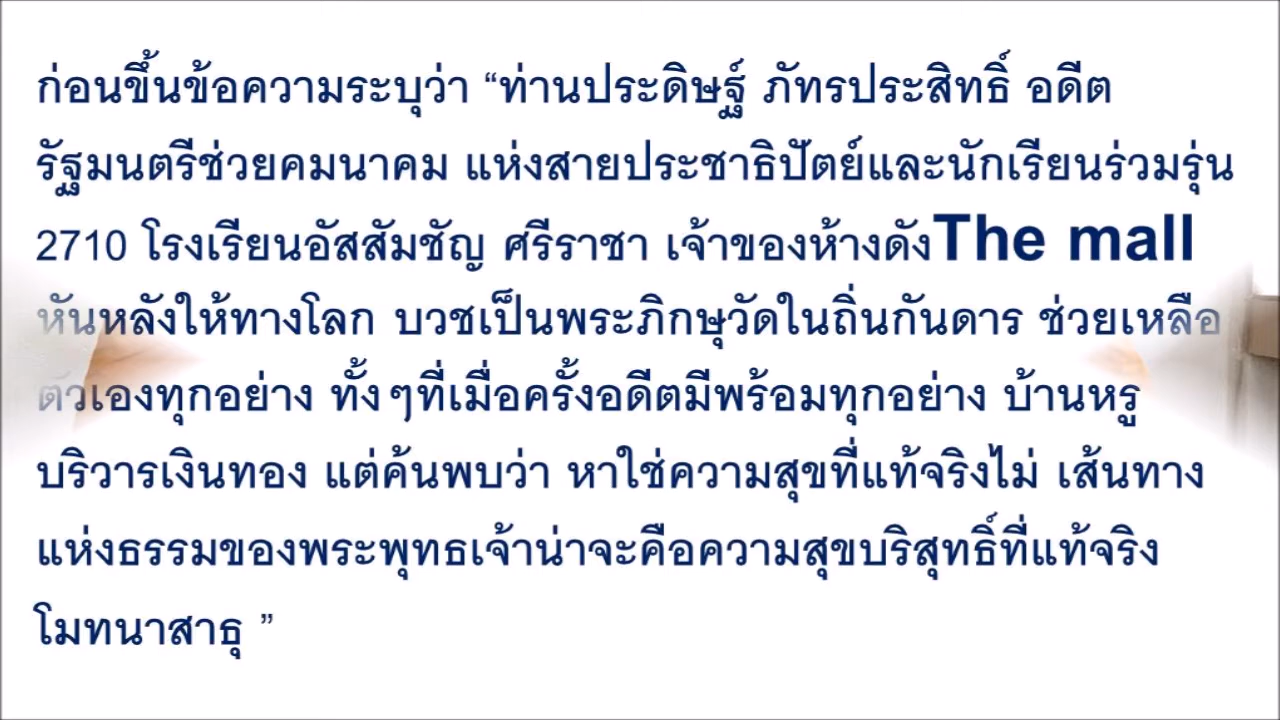 ก่อนขึ้นข้อความระบุว่า “ท่านประดิษฐ์ ภัทรประสิทธิ์ อดีต
รัฐมนตรีช่วยคมนาคม แห่งสายประชาธิปัตย์และนักเรียนร่วมรุ่น
2710 โรงเรียนอัสสัมชัญ ศรีราชา เจ้าของห้างดังThe mall
หันหลังให้ทางโลก บวชเป็นพระภิกษุวัดในถิ่นกันดาร ช่วยเหลือ
ตัวเองทุกอย่าง ทั้งๆที่เมื่อครั้งอดีตมีพร้อมทุกอย่าง บ้านหรู
บริวารเงินทอง แต่ค้นพบว่า หาใช่ความสุขที่แท้จริงไม่ เส้นทาง
แห่งธรรมของพระพุทธเจ้าน่าจะคือความสุขบริสุทธิ์ที่แท้จริง
โมทนาสาธุ ”